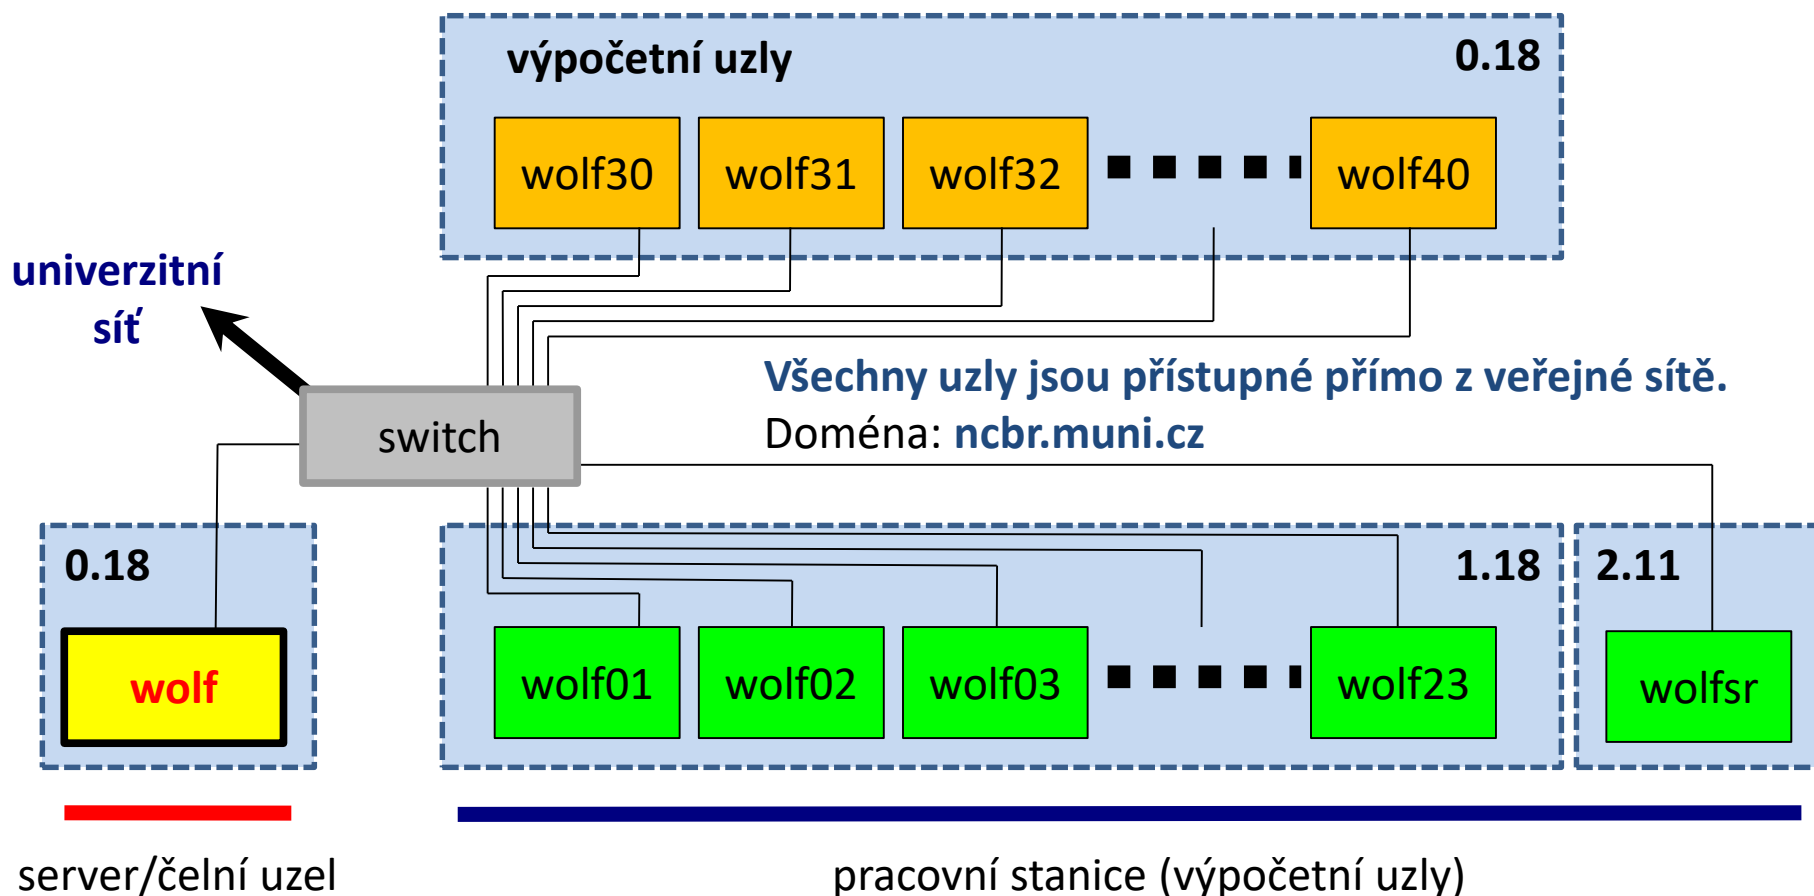 výpočetní uzly 0.18
wolf30 wolf31 wolf32 wolf40
univerzitní
síť
Všechny uzly jsou přístupné přímo z veřejné sítě.
Doména: ncbr.muni.cz
switch
0.18 1.18 2.11
wolf wolf01 wolf02 wolf03 wolf23 wolfsr
server/čelní uzel pracovní stanice (výpočetní uzly)